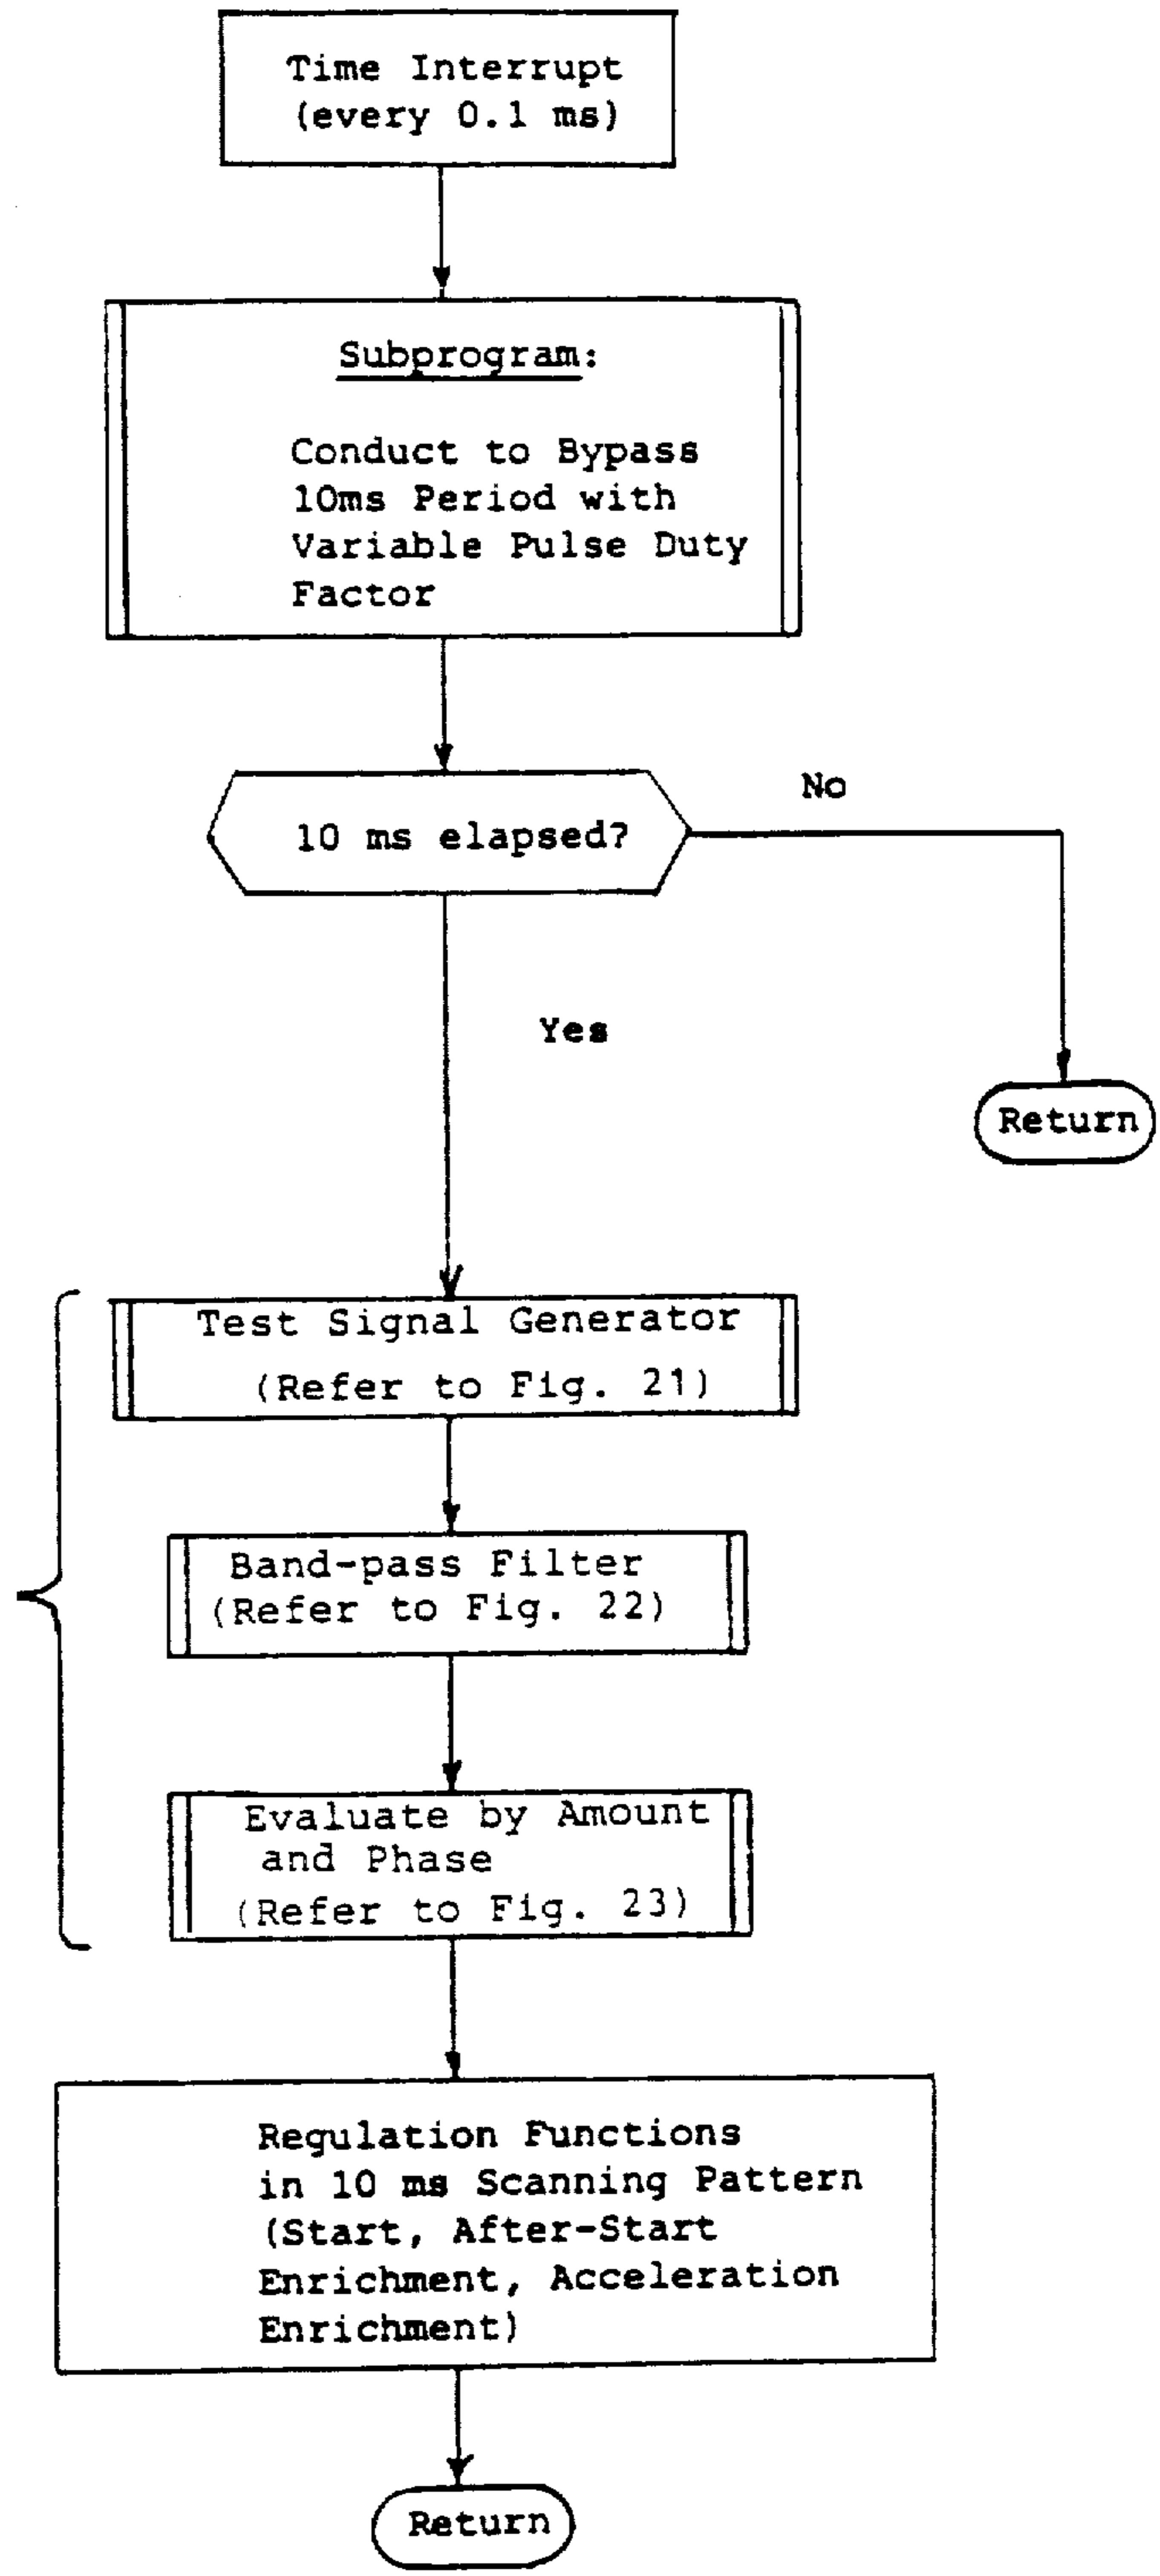 Time Interrupt
(every 0.1 ms)
Subprogram:
Conduct to Bypass
10ms Period with
Variable Pulse Duty
Factor
10 ms elapsed?
No
Yes
Return
Test Signal Generator
(Refer to Fig. 21)
Band-pass Filter
(Refer to Fig. 22)
Evaluate by Amount
and Phase
(Refer to Fig. 23)
Regulation Functions
in 10 ms Scanning Pattern
(Start, After-Start
Enrichment, Acceleration
Enrichment)
Return